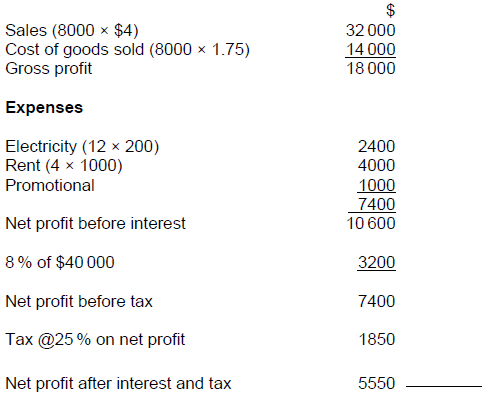 $
Sales (8000 × $4) 32 000
Cost of goods sold (8000 × 1.75) 14 000
Gross profit 18 000
Expenses
Electricity (12 × 200) 2400
Rent (4 × 1000) 4000
Promotional 1000
7400
Net profit before interest 10 600
8 % of $40 000 3200
Net profit before tax 7400
Tax @25 % on net profit 1850
Net profit after interest and tax 5550